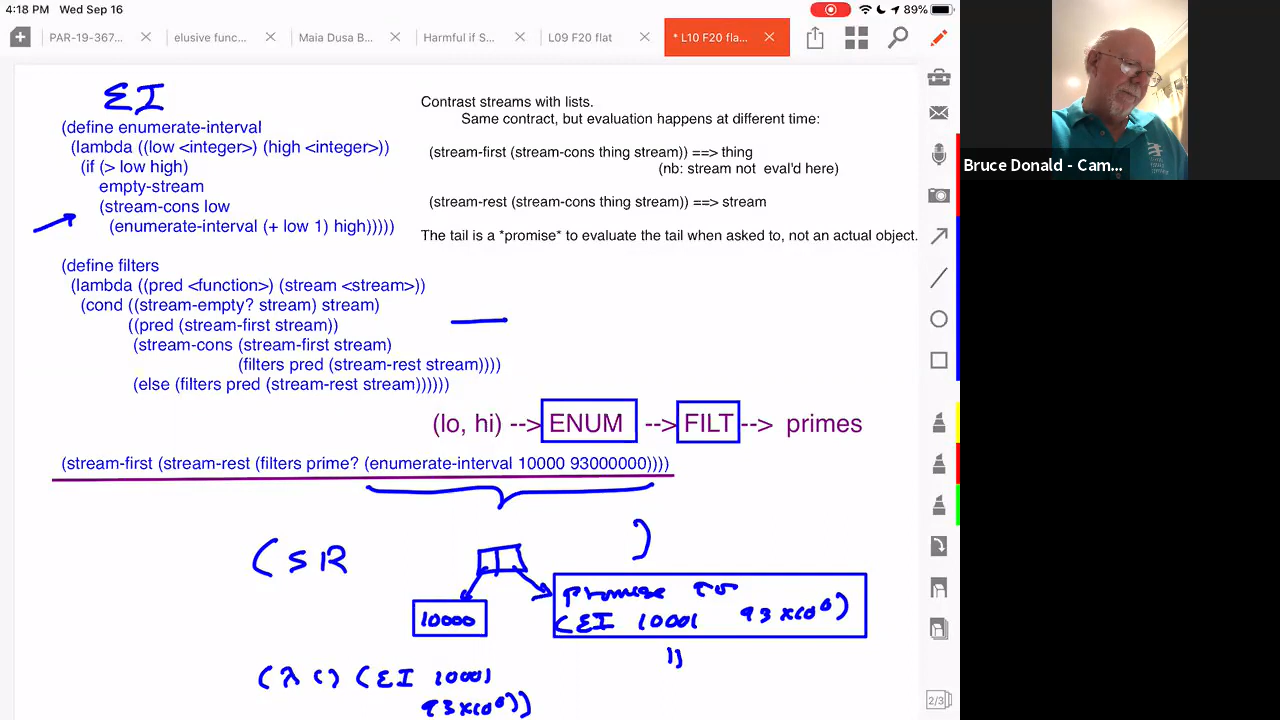 4:18 PM Wed Sep 16
89%
PAR-19-367...
elusive func...
Maia Dusa B...
Harmful if S...
L09 F20 flat
* L10 F20 fla...
ΣI
(define enumerate-interval
(lambda ((low <integer>) (high <integer>))
(if (> low high)
empty-stream
(stream-cons low
(enumerate-interval (+ low 1) high)))))
Contrast streams with lists.
Same contract, but evaluation happens at different time:
(stream-first (stream-cons thing stream)) ==> thing
(nb: stream not eval'd here)
(stream-rest (stream-cons thing stream)) ==> stream
The tail is a *promise* to evaluate the tail when asked to, not an actual object.
(define filters
(lambda ((pred <function>) (stream <stream>))
(cond ((stream-empty? stream) stream)
((pred (stream-first stream))
(stream-cons (stream-first stream)
(filters pred (stream-rest stream))))
(else (filters pred (stream-rest stream))))))
(lo, hi) -->ENUM -->FILT--> primes
(stream-first (stream-rest (filters prime? (enumerate-interval 10000 93000000))))
(SR )
10000
promise to
(ΣI 10001 93x10⁶)
(λ () (ΣI 10001
93x10⁶))
2/3
Bruce Donald - Cam...